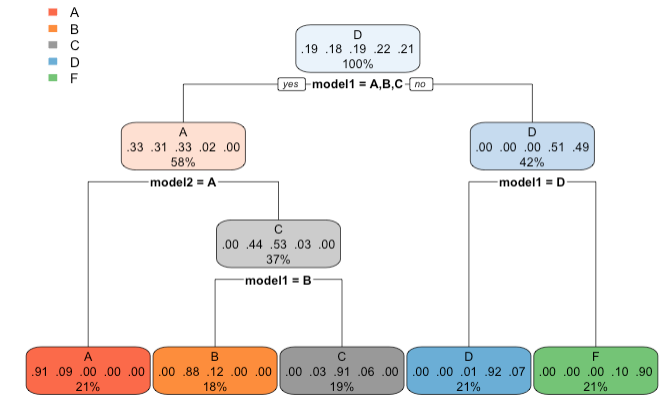 A
B
C
D
F
D
.19 .18 .19 .22 .21
100%
yes model1 = A,B,C no
A
.33 .31 .33 .02 .00
58%
D
.00 .00 .00 .51 .49
42%
model2 = A
model1 = D
C
.00 .44 .53 .03 .00
37%
model1 = B
A
.91 .09 .00 .00 .00
21%
B
.00 .88 .12 .00 .00
18%
C
.00 .03 .91 .06 .00
19%
D
.00 .00 .01 .92 .07
21%
F
.00 .00 .00 .10 .90
21%